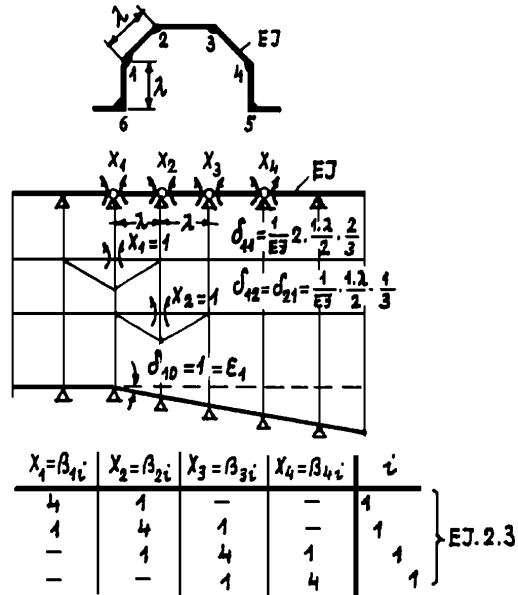 λ
2
3
EJ
1
λ
4
6
5
X₁ X₂ X₃ X₄ EJ
λ λ
X₁=1
δ₁₁ = 1/EJ · 2 · 1·λ/2 · 2/3
X₂=1
δ₁₂ = δ₂₁ = 1/EJ · 1·λ/2 · 1/3
δ₁₀ = 1 = ε₁
X₁=β₁ᵢ X₂=β₂ᵢ X₃=β₃ᵢ X₄=β₄ᵢ i
4 1 - - 1
1 4 1 - 1
- 1 4 1 1
- - 1 4 1
EJ.2.3